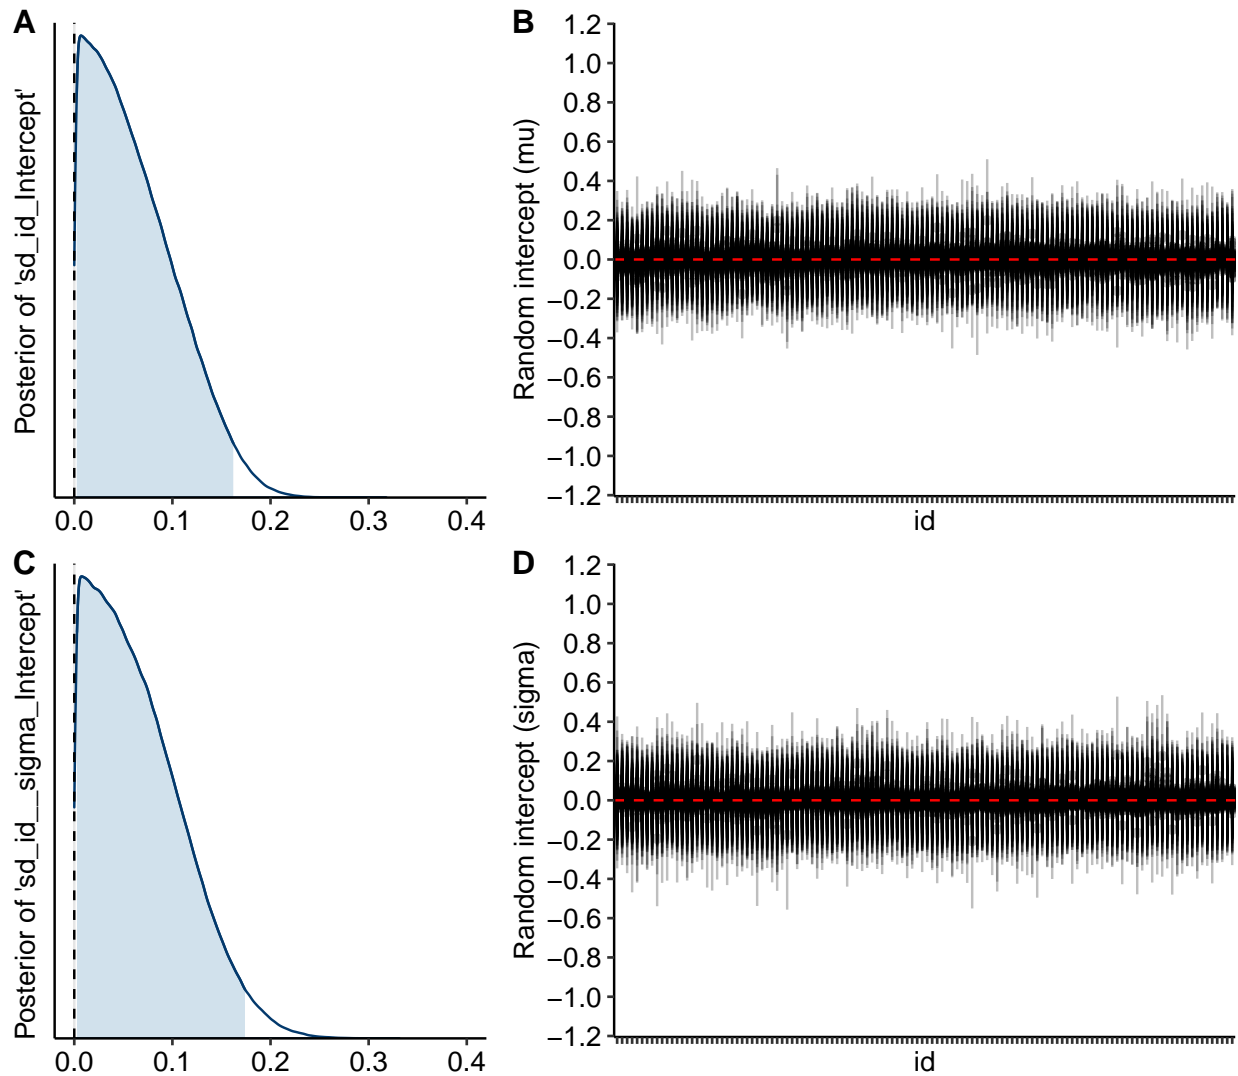 A
Posterior of 'sd_id_Intercept'
0.0 0.1 0.2 0.3 0.4
B
Random intercept (mu)
1.2
1.0
0.8
0.6
0.4
0.2
0.0
−0.2
−0.4
−0.6
−0.8
−1.0
−1.2
id
C
Posterior of 'sd_id__sigma_Intercept'
0.0 0.1 0.2 0.3 0.4
D
Random intercept (sigma)
1.2
1.0
0.8
0.6
0.4
0.2
0.0
−0.2
−0.4
−0.6
−0.8
−1.0
−1.2
id